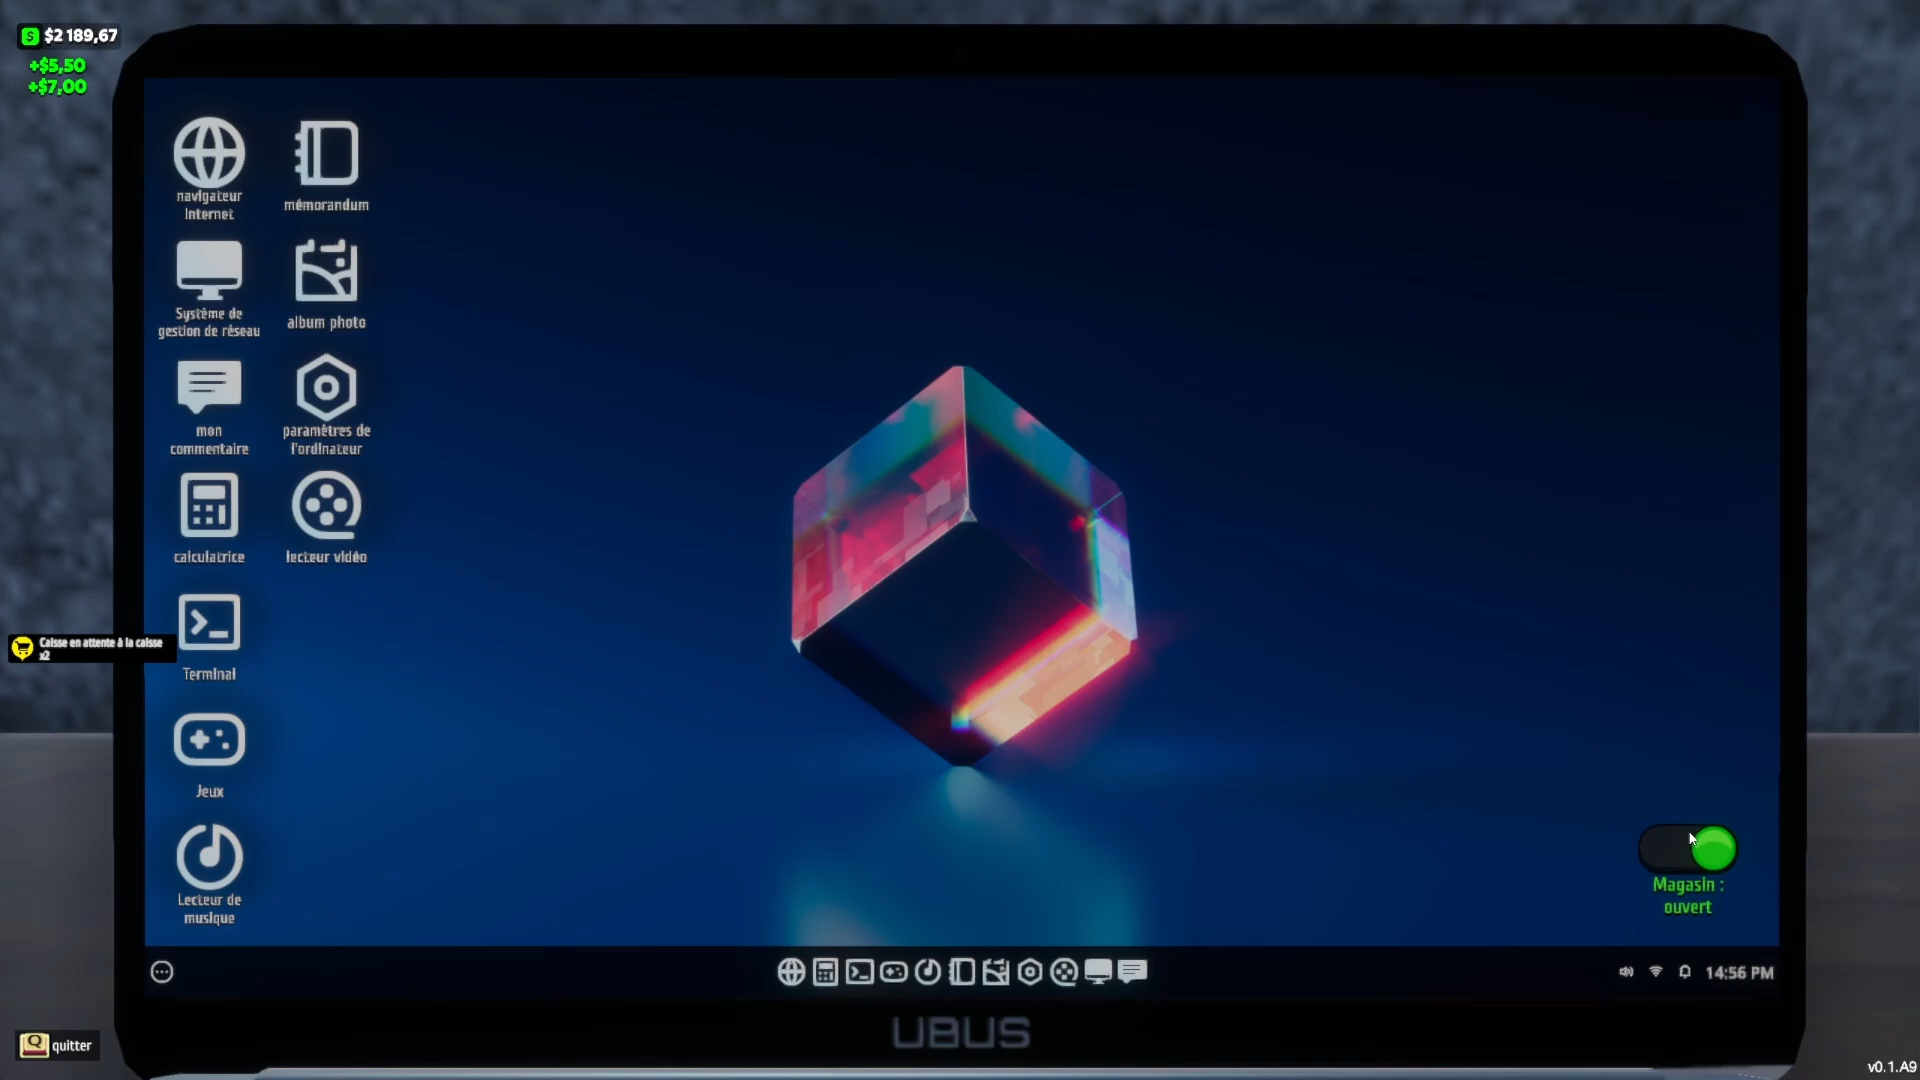 $2 189,67
+$5,50
+$7,00
navigateur
Internet
mémorandum
Système de
gestion de réseau
album photo
mon
commentaire
paramètres de
l'ordinateur
calculatrice
lecteur vidéo
Caisse en attente à la caisse
x2
Terminal
Jeux
Lecteur de
musique
Magasin :
ouvert
14:56 PM
UBUS
Q quitter
v0.1.A9